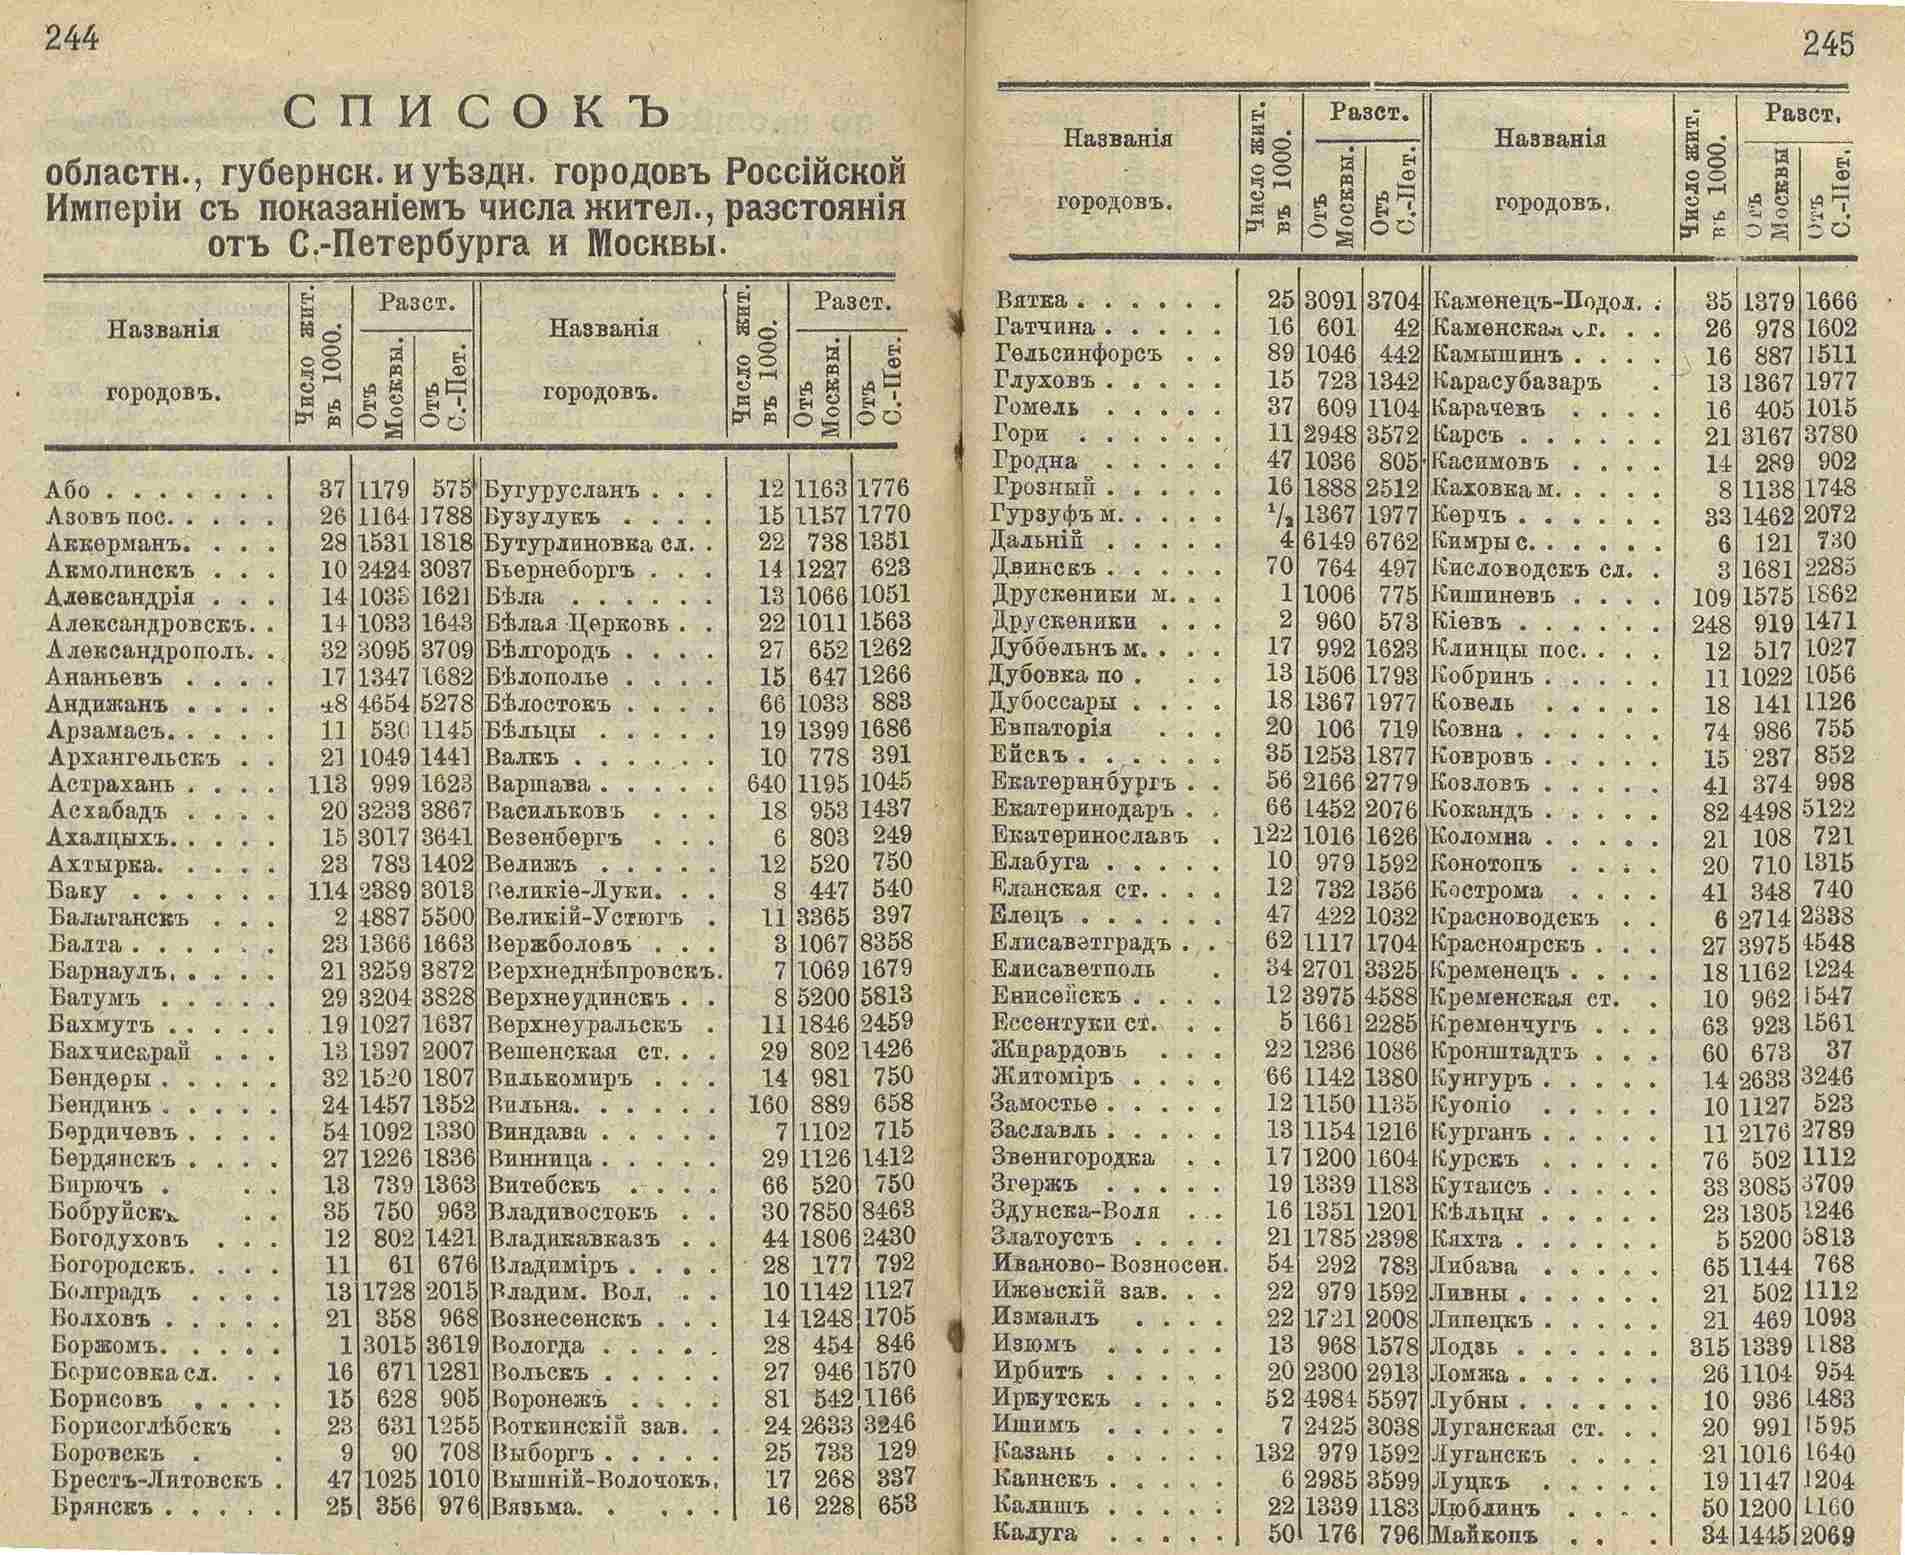 244
СПИСОКЪ
областн., губернск. и уѣздн. городовъ Россійской
Имперіи съ показаніемъ числа жител., разстоянія
отъ С.-Петербурга и Москвы.
Названія городовъ. Число жит. въ 1000. Разст. Отъ Москвы. Отъ С.-Пет.
Названія городовъ. Число жит. въ 1000. Разст. Отъ Москвы. Отъ С.-Пет.
Або . . . . . . . 37 1179 575
Азовъ пос. . . . . 26 1164 1788
Аккерманъ. . . . 28 1531 1818
Акмолинскъ . . . 10 2424 3037
Александрія . . . 14 1621
Александровскъ. . 14 1033 1643
Александрополь. . 32 3095 3709
Ананьевъ . . . . 17 1347 1682
Андижанъ . . . . 48 4654 5278
Арзамасъ. . . . . 11 530 1145
Архангельскъ . . 21 1049 1441
Астрахань . . . . 113 999 1623
Асхабадъ . . . . 20 3233 3867
Ахалцыхъ. . . . . 15 3017 3641
Ахтырка. . . . . 23 783 1402
Баку . . . . . . 114 2389 3013
Балаганскъ . . . 2 4887 5500
Балта . . . . . . 23 1366 1663
Барнаулъ. . . . . 21 3259 3872
Батумъ . . . . . 29 3204 3828
Бахмутъ . . . . . 19 1027 1637
Бахчисарай . . . 13 1397 2007
Бендеры . . . . . 32 1520 1807
Бендинъ . . . . . 24 1457 1352
Бердичевъ . . . . 54 1092 1330
Бердянскъ . . . . 27 1226 1836
Бирючъ . . . 13 739 1363
Бобруйскъ . . 35 750 963
Богодуховъ . . . 12 802 1421
Богородскъ. . . . 11 61 676
Болградъ . . . . 13 1728 2015
Болховъ . . . . . 21 358 968
Боржомъ. . . . . 1 3015 3619
Борисовка сл. . . 16 671 1281
Борисовъ . . . . 15 628 905
Борисоглѣбскъ . 23 631 1255
Боровскъ . . 9 90 708
Брестъ-Литовскъ . 47 1025 1010
Брянскъ . . . . . 25 356 976
Бугурусланъ . . . 12 1163 1776
Бузулукъ . . . . 15 1157 1770
Бутурлиновка сл. . 22 738 1351
Бьернеборгъ . . . 14 1227 623
Бѣла . . . . . . 13 1066 1051
Бѣлая Церковь . . 22 1011 1563
Бѣлгородъ . . . . 27 652 1262
Бѣлополье . . . . 15 647 1266
Бѣлостокъ . . . . 66 1033 883
Бѣльцы . . . . . 19 1399 1686
Валкъ . . . . . . 10 778 391
Варшава . . . . . 640 1195 1045
Васильковъ . . . 18 953 1437
Везенбергъ . . . 6 803 249
Велижъ . . . . . 12 520 750
Великіе-Луки. . . 8 447 540
Великій-Устюгъ . 11 3365 397
Вержболовъ . . . 3 1067 8358
Верхнеднѣпровскъ. 7 1069 1679
Верхнеудинскъ . . 8 5200 5813
Верхнеуральскъ . 11 1846 2459
Вешенская ст. . . 29 802 1426
Вилькомиръ . . . 14 981 750
Вильна. . . . . . 160 889 658
Виндава . . . . . 7 1102 715
Винница . . . . . 29 1126 1412
Витебскъ . . . . 66 520 750
Владивостокъ . . 30 7850 8463
Владикавказъ . . 44 1806 2430
Владиміръ . . . . 28 177 792
Владим. Вол. . . 10 1142 1127
Вознесенскъ . . . 14 1248 1705
Вологда . . . . . 28 454 846
Вольскъ . . . . . 27 946 1570
Воронежъ . . . . 81 542 1166
Воткинскій зав. . 24 2633 3246
Выборгъ . . . . . 25 733 129
Вышній-Волочокъ. 17 268 337
Вязьма. . . . . 16 228 653
245
Названія городовъ. Число жит. въ 1000. Разст. Отъ Москвы. Отъ С.-Пет.
Названія городовъ. Число жит. въ 1000. Разст. Отъ Москвы Отъ С.-Пет.
Вятка . . . . . . 25 3091 3704
Гатчина . . . . . 16 601 42
Гельсинфорсъ . . 89 1046 442
Глуховъ . . . . . 15 723 1342
Гомель . . . . . 37 609 1104
Гори . . . . . . 11 2948 3572
Гродна . . . . . 47 1036 805
Грозный . . . . . 16 1888 2512
Гурзуфъ м. . . . . 1/2 1367 1977
Дальній . . . . . 4 6149 6762
Двинскъ . . . . . 70 764 497
Друскеники м. . . 1 1006 775
Друскеники . . . 2 960 573
Дуббельнъ м. . . . 17 992 1623
Дубовка по . . 13 1506 1793
Дубоссары . . . . 18 1367 1977
Евпаторія . . . 20 106 719
Ейскъ . . . . . . 35 1253 1877
Екатеринбургъ . . 56 2166 2779
Екатеринодаръ . . 66 1452 2076
Екатеринославъ . 122 1016 1626
Елабуга . . . . . 10 979 1592
Еланская ст. . . . 12 732 1356
Елецъ . . . . . . 47 422 1032
Елисаветградъ . . 62 1117 1704
Елисаветполь . 34 2701 3325
Енисейскъ . . . . 12 3975 4588
Ессентуки ст. . . 5 1661 2285
Жирардовъ . . . 22 1236 1086
Житоміръ . . . . 66 1142 1380
Замостье . . . . . 12 1150 1135
Заславль . . . . . 13 1154 1216
Звенигородка . . 17 1200 1604
Згержъ . . . . . 19 1339 1183
Здунска-Воля . . . 16 1351 1201
Златоустъ . . . . 21 1785 2398
Иваново-Возносен. 54 292 783
Ижевскій зав. . . 22 979 1592
Измаилъ . . . . 22 1721 2008
Изюмъ . . . . . 13 968 1578
Ирбитъ . . . . . 20 2300 2913
Иркутскъ . . . . 52 4984 5597
Ишимъ . . . . . 7 2425 3038
Казань . . . . . 132 979 1592
Каинскъ . . . . . 6 2985 3599
Калишъ . . . . . 22 1339 1183
Калуга . . . . . 50 176 796
Каменецъ-Подол. . 35 1379 1666
Каменская . . 26 978 1602
Камышинъ . . . . 16 887 1511
Карасубазаръ . 13 1367 1977
Карачевъ . . . . 16 405 1015
Карсъ . . . . . . 21 3167 3780
Касимовъ . . . . 14 289 902
Каховка м. . . . . 8 1138 1748
Керчь . . . . . . 33 1462 2072
Кимры с. . . . . . 6 121 730
Кисловодскъ сл. . 3 1681 2285
Кишиневъ . . . . 109 1575 1862
Кіевъ . . . . . . 248 919 1471
Клинцы пос. . . . 12 517 1027
Кобринъ . . . . . 11 1022 1056
Ковель . . . . . 18 141 1126
Ковна . . . . . . 74 986 755
Ковровъ . . . . . 15 237 852
Козловъ . . . . . 41 374 998
Кокандъ . . . . . 82 4498 5122
Коломна . . . . . 21 108 721
Конотопъ . . . 20 710 1315
Кострома . . . . 41 348 740
Красноводскъ . . 6 2714 2338
Красноярскъ . . . 27 3975 4548
Кременецъ . . . . 18 1162 1224
Кременская ст. . 10 962 1547
Кременчугъ . . . 63 923 1561
Кронштадтъ . . . 60 673 37
Кунгуръ . . . . . 14 2633 3246
Куопіо . . . . . 10 1127 523
Курганъ . . . . . 11 2176 2789
Курскъ . . . . . 76 502 1112
Кутаисъ . . . . . 33 3085 3709
Кѣльцы . . . . . 23 1305 1246
Кяхта . . . . . . 5 5200 5813
Либава . . . . . 65 1144 768
Ливны . . . . . . 21 502 1112
Липецкъ . . . . . 21 469 1093
Лодзь . . . . . . 315 1339 1183
Ломжа . . . . . . 26 1104 954
Лубны . . . . . . 10 936 1483
Луганская ст. . . 20 991 1595
Луганскъ . . . . 21 1016 1640
Луцкъ . . . . . 19 1147 1204
Люблинъ . . . . 50 1200 1160
Майкопъ . . . 34 1445 2069